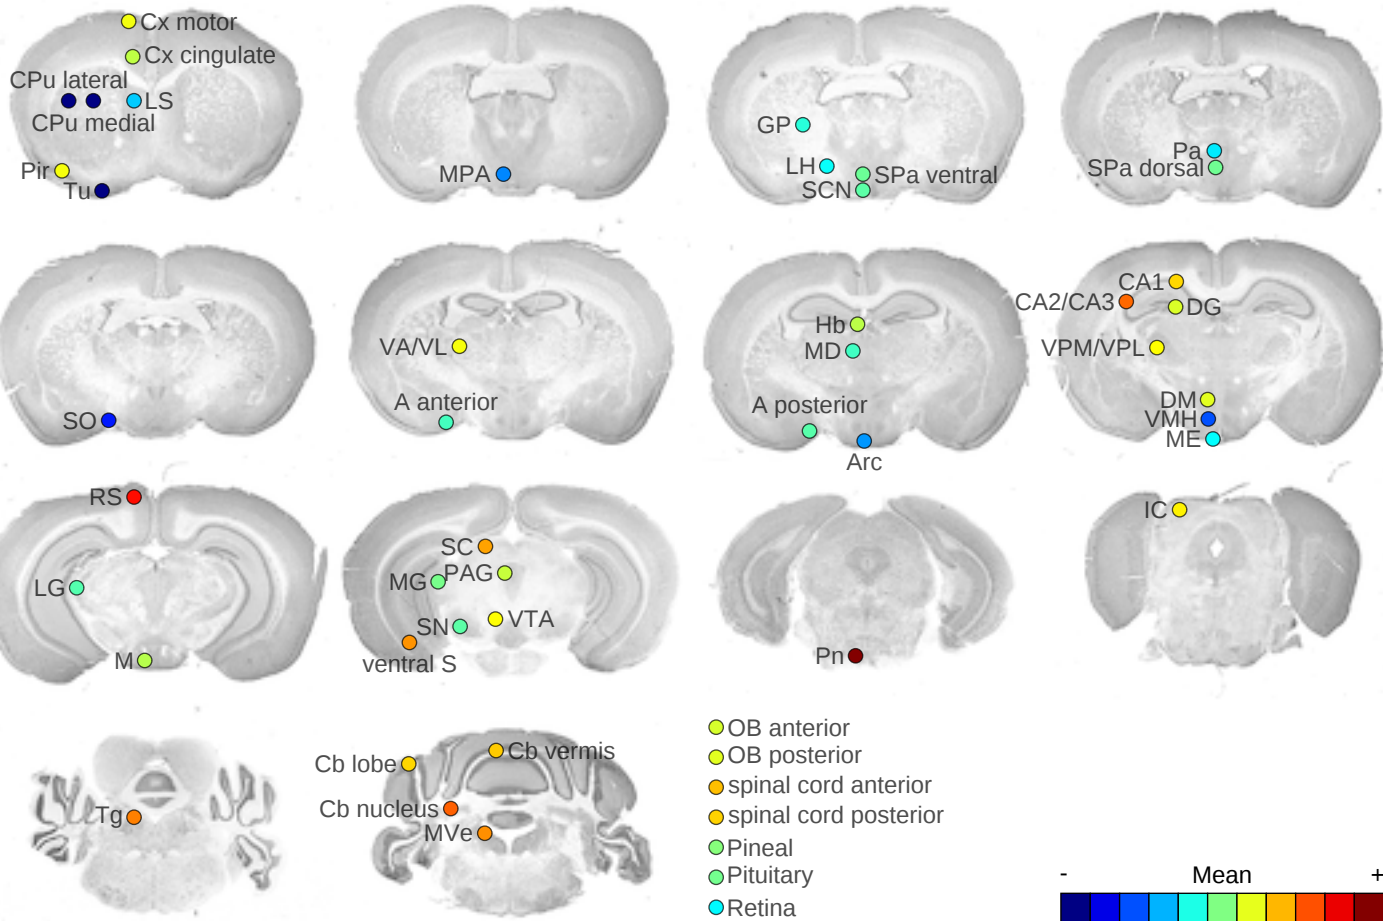 Cx motor
Cx cingulate
CPu lateral
LS
CPu medial
Pir
Tu
MPA
GP
LH
SPa ventral
SCN
Pa
SPa dorsal
SO
VA/VL
A anterior
Hb
MD
A posterior
Arc
CA1
CA2/CA3
DG
VPM/VPL
DM
VMH
ME
RS
LG
M
SC
MG
PAG
SN
VTA
ventral S
Pn
IC
Tg
Cb lobe
Cb vermis
Cb nucleus
MVe
OB anterior
OB posterior
spinal cord anterior
spinal cord posterior
Pineal
Pituitary
Retina
- Mean +